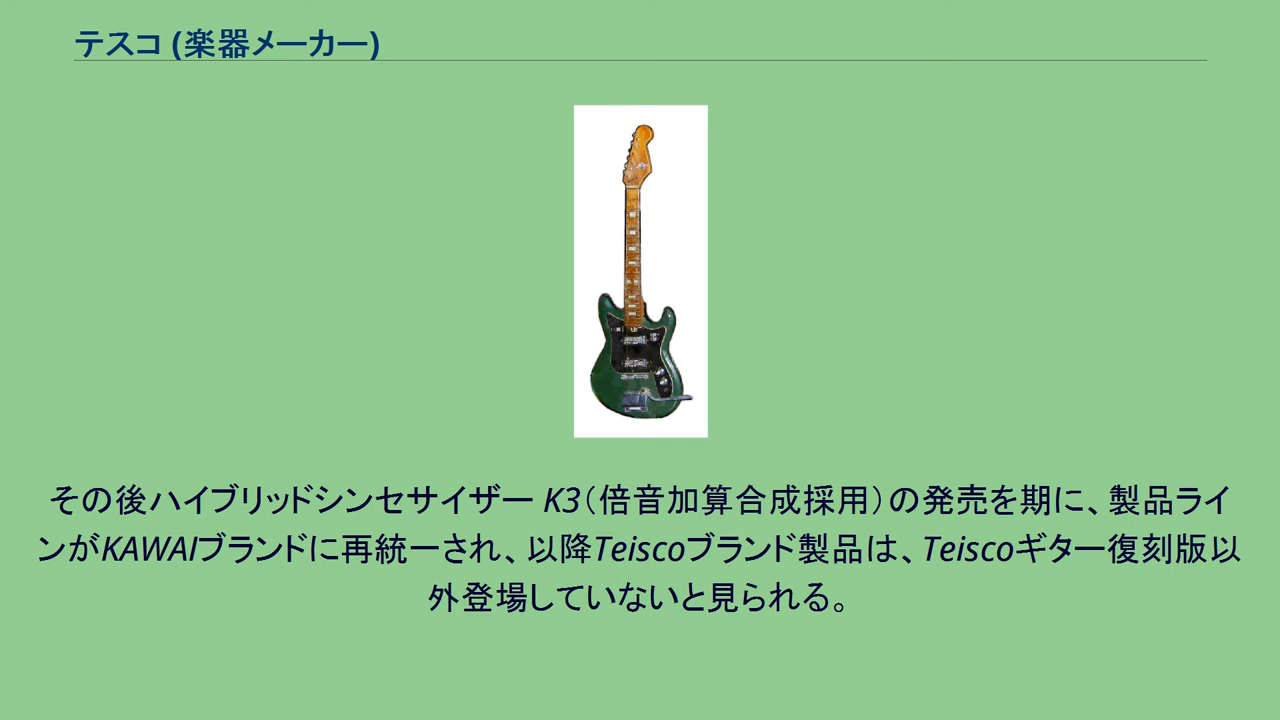 テスコ (楽器メーカー)
その後ハイブリッドシンセサイザー K3（倍音加算合成採用）の発売を期に、製品ライ
ンがKAWAIブランドに再統一され、以降Teiscoブランド製品は、Teiscoギター復刻版以
外登場していないと見られる。